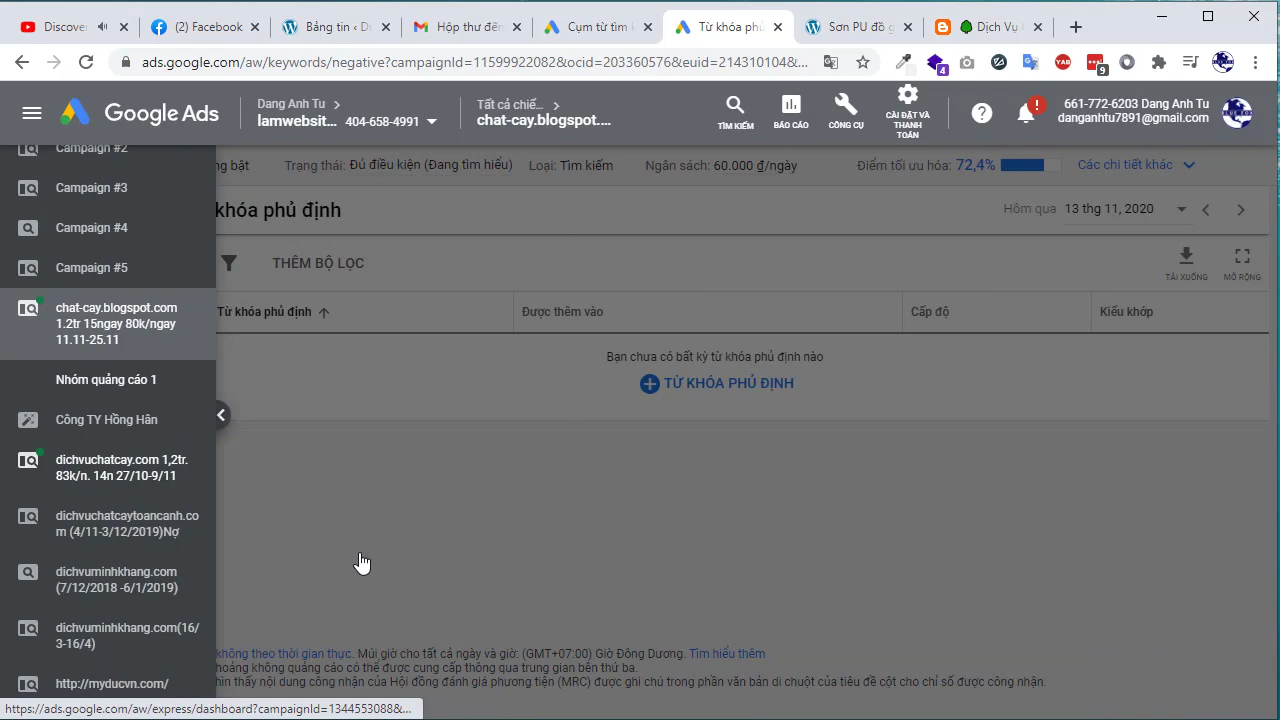 Discover
(2) Facebook
Bảng tin ‹ Dr
Hộp thư đến
Cụm từ tìm k
Từ khóa phủ
Sơn PU đồ g
Dịch Vụ
ads.google.com/aw/keywords/negative?campaignId=11599922082&ocid=203360576&euid=214310104&...
4
YAB
9
Google Ads
Dang Anh Tu
lamwebsit... 404-658-4991
Tất cả chiế...
chat-cay.blogspot....
TÌM KIẾM
BÁO CÁO
CÔNG CỤ
CÀI ĐẶT VÀ
THANH
TOÁN
661-772-6203 Dang Anh Tu
danganhtu7891@gmail.com
Campaign #2
Campaign #3
Campaign #4
Campaign #5
chat-cay.blogspot.com
1.2tr 15ngay 80k/ngay
11.11-25.11
Nhóm quảng cáo 1
Công TY Hồng Hân
dichvuchatcay.com 1,2tr.
83k/n. 14n 27/10-9/11
dichvuchatcaytoancanh.co
m (4/11-3/12/2019)Nợ
dichvuminhkhang.com
(7/12/2018 -6/1/2019)
dichvuminhkhang.com(16/
3-16/4)
http://myducvn.com/
ng bật
Trạng thái: Đủ điều kiện (Đang tìm hiểu)
Loại: Tìm kiếm
Ngân sách: 60.000 ₫/ngày
Điểm tối ưu hóa: 72,4%
Các chi tiết khác
khóa phủ định
Hôm qua 13 thg 11, 2020
THÊM BỘ LỌC
TẢI XUỐNG
MỞ RỘNG
Từ khóa phủ định
Được thêm vào
Cấp độ
Kiểu khớp
Bạn chưa có bất kỳ từ khóa phủ định nào
TỪ KHÓA PHỦ ĐỊNH
không theo thời gian thực. Múi giờ cho tất cả ngày và giờ: (GMT+07:00) Giờ Đông Dương. Tìm hiểu thêm
khoảng không quảng cáo có thể được cung cấp thông qua trung gian bên thứ ba.
nhìn thấy nội dung công nhận của Hội đồng đánh giá phương tiện (MRC) được ghi chú trong phần văn bản di chuột của tiêu đề cột cho chỉ số được công nhận.
https://ads.google.com/aw/express/dashboard?campaignId=1344553088&...